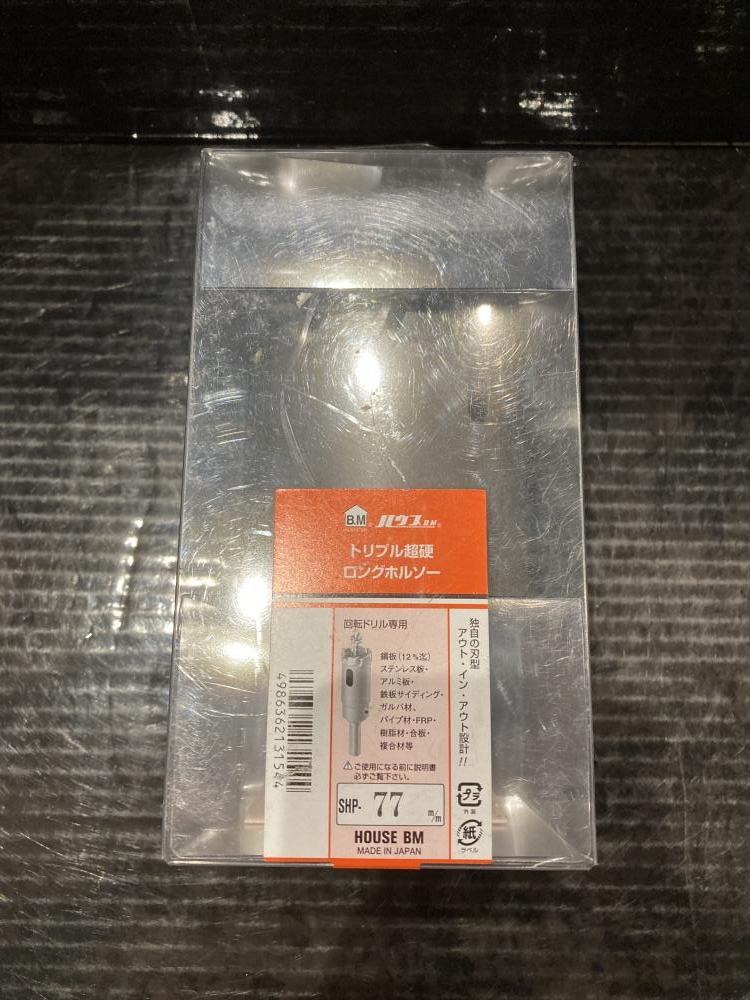 B.M ハウスB.M®
トリプル超硬
ロングホルソー
回転ドリル専用
鋼板(12㎜迄)
ステンレス板・
アルミ板・
鉄板サイディング・
ガルバ材、
パイプ材・FRP・
樹脂材・合板・
複合材等
独自の刃型
アウト・イン・アウト設計!!
⚠ご使用になる前に説明書
必ずご覧下さい。
SHP- 77 m/m
HOUSE BM
MADE IN JAPAN
4986362131544
プラ
外装
紙
ラベル